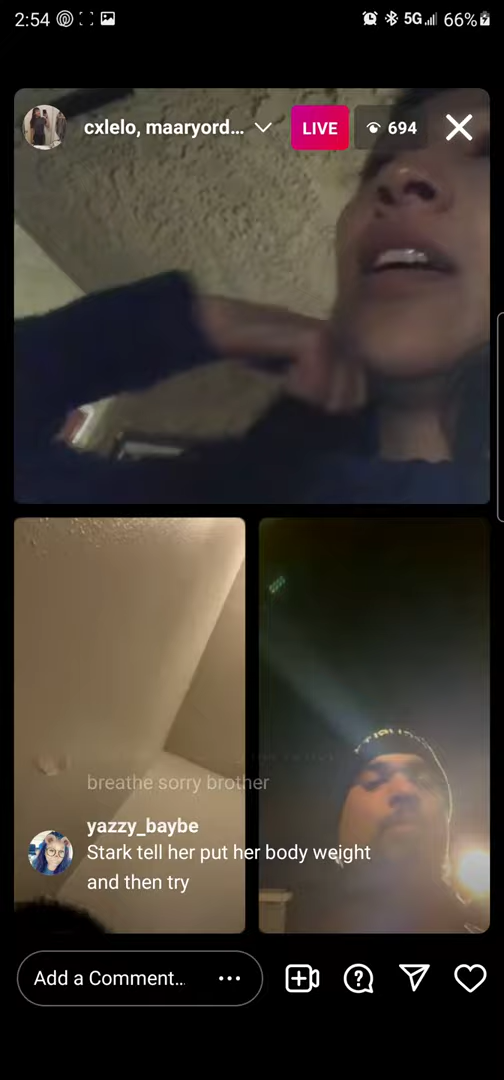 2:54
5G
66%
cxlelo, maaryord...
LIVE
694
breathe sorry brother
yazzy_baybe
Stark tell her put her body weight
and then try
Add a Comment...